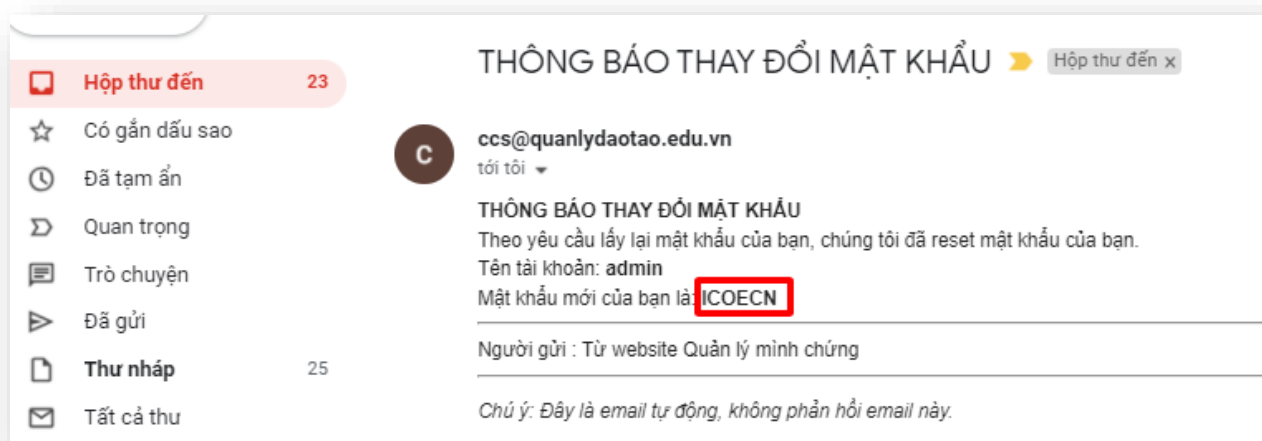 THÔNG BÁO THAY ĐỔI MẬT KHẨU Hộp thư đến x
Hộp thư đến 23
Có gắn dấu sao
Đã tạm ẩn
Quan trọng
Trò chuyện
Đã gửi
Thư nháp 25
Tất cả thư
C
ccs@quanlydaotao.edu.vn
tới tôi
THÔNG BÁO THAY ĐỔI MẬT KHẨU
Theo yêu cầu lấy lại mật khẩu của bạn, chúng tôi đã reset mật khẩu của bạn.
Tên tài khoản: admin
Mật khẩu mới của bạn là: ICOECN
Người gửi : Từ website Quản lý minh chứng
Chú ý: Đây là email tự động, không phản hồi email này.